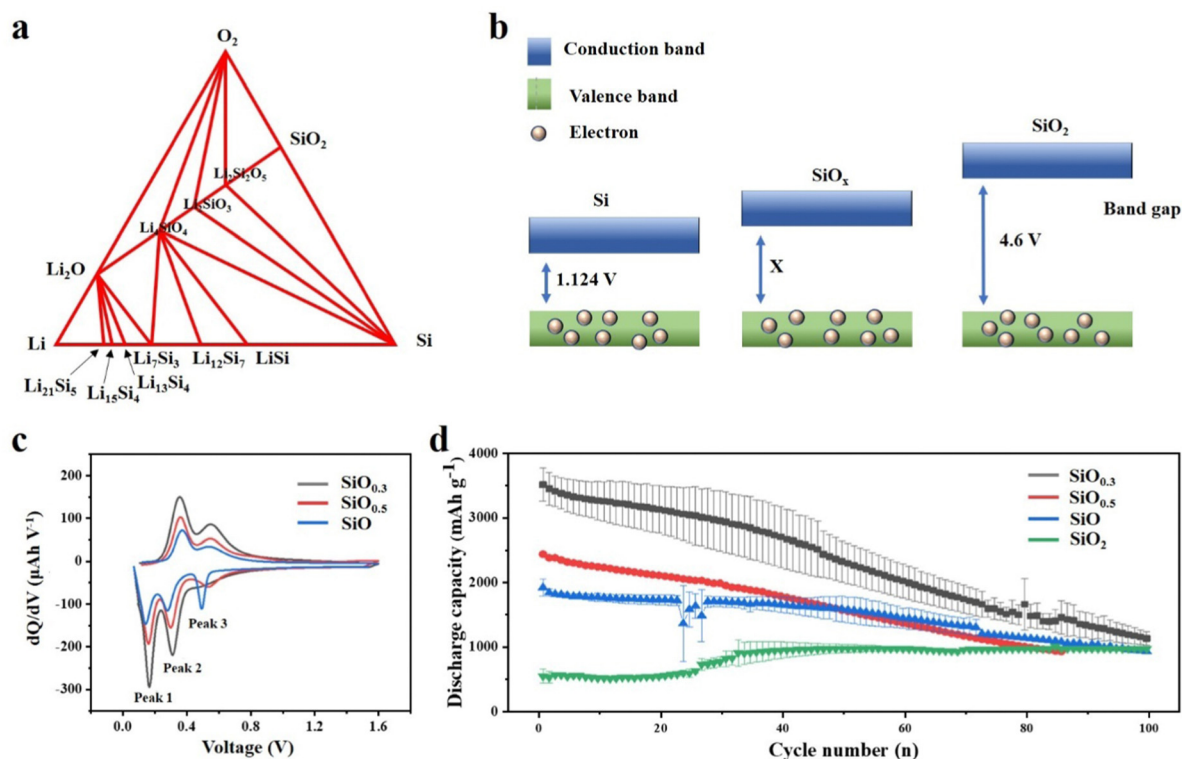 a
O₂
SiO₂
Li₂Si₂O₅
Li₂SiO₃
Li₄SiO₄
Li₂O
Li
Si
Li₇Si₃
Li₁₂Si₇
LiSi
Li₂₁Si₅
Li₁₅Si₄
Li₁₃Si₄
b
Conduction band
Valence band
Electron
Si
1.124 V
SiOₓ
X
SiO₂
4.6 V
Band gap
c
dQ/dV (μAh V⁻¹)
200
100
0
-100
-200
-300
SiO₀.₃
SiO₀.₅
SiO
Peak 3
Peak 2
Peak 1
0.0 0.4 0.8 1.2 1.6
Voltage (V)
d
Discharge capacity (mAh g⁻¹)
4000
3000
2000
1000
0
SiO₀.₃
SiO₀.₅
SiO
SiO₂
0 20 40 60 80 100
Cycle number (n)